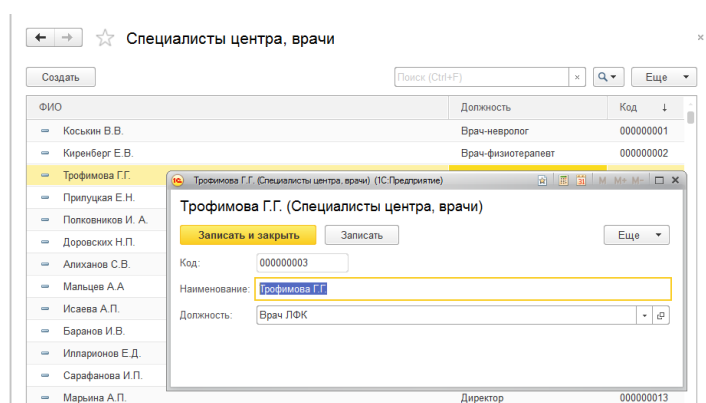 Специалисты центра, врачи
Создать
Поиск (Ctrl+F)
Еще
ФИО Должность Код
Коськин В.В. Врач-невролог 000000001
Киренберг Е.В. Врач-физиотерапевт 000000002
Трофимова Г.Г.
Прилуцкая Е.Н.
Полковников И. А.
Доровских Н.П.
Алиханов С.В.
Мальцев А.А
Исаева А.П.
Баранов И.В.
Илларионов Е.Д.
Сарафанова И.П.
Марьина А.П. Директор 000000013
Трофимова Г.Г. (Специалисты центра, врачи) (1С:Предприятие)
M M+ M-
Трофимова Г.Г. (Специалисты центра, врачи)
Записать и закрыть Записать Еще
Код: 000000003
Наименование: Трофимова Г.Г.
Должность: Врач ЛФК